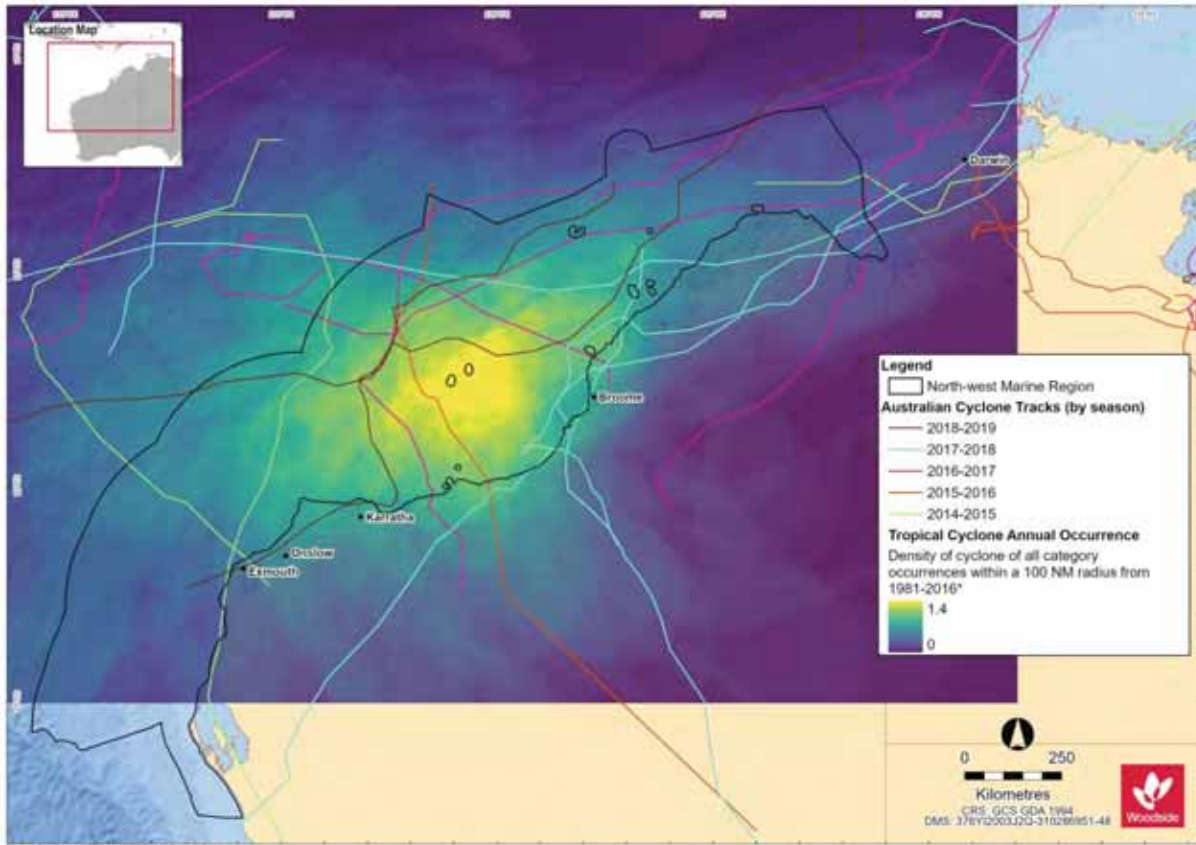 Location Map
Darwin
Broome
Karratha
Onslow
Exmouth
Legend
North-west Marine Region
Australian Cyclone Tracks (by season)
2018-2019
2017-2018
2016-2017
2015-2016
2014-2015
Tropical Cyclone Annual Occurrence
Density of cyclone of all category
occurrences within a 100 NM radius from
1981-2016*
1.4
0
0 250
Kilometres
CRS: GCS GDA 1994
Woodside